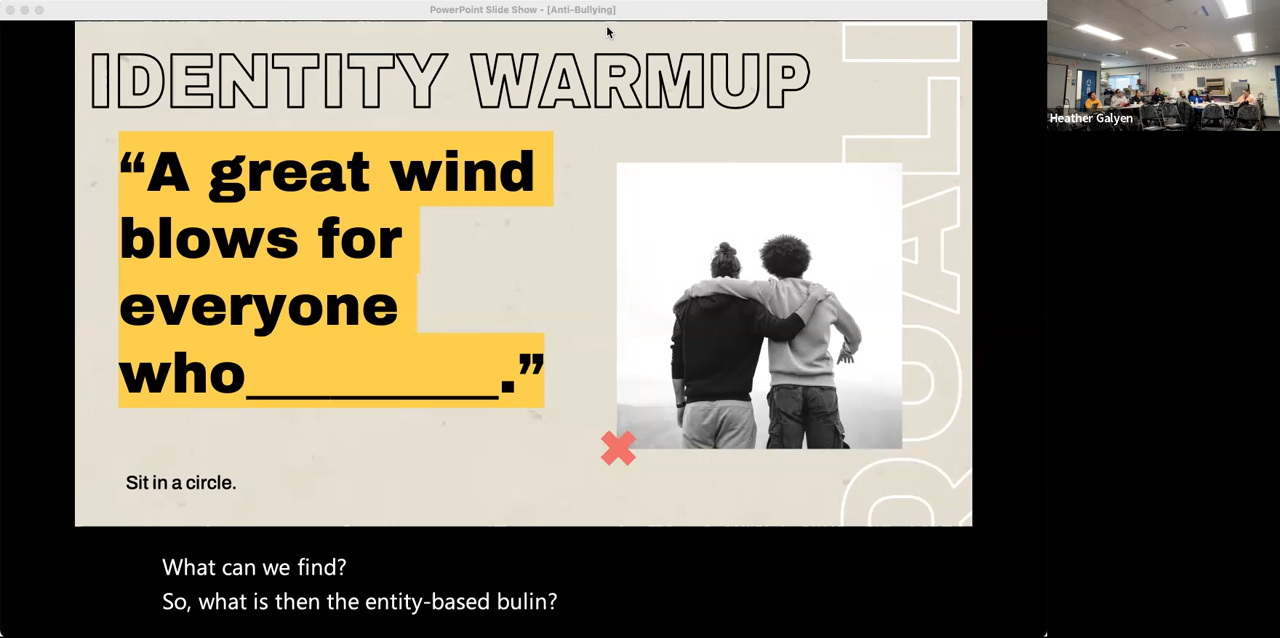 PowerPoint Slide Show - [Anti-Bullying]
IDENTITY WARMUP
“A great wind
blows for
everyone
who__________.”
Sit in a circle.
Heather Galyen
What can we find?
So, what is then the entity-based bulin?